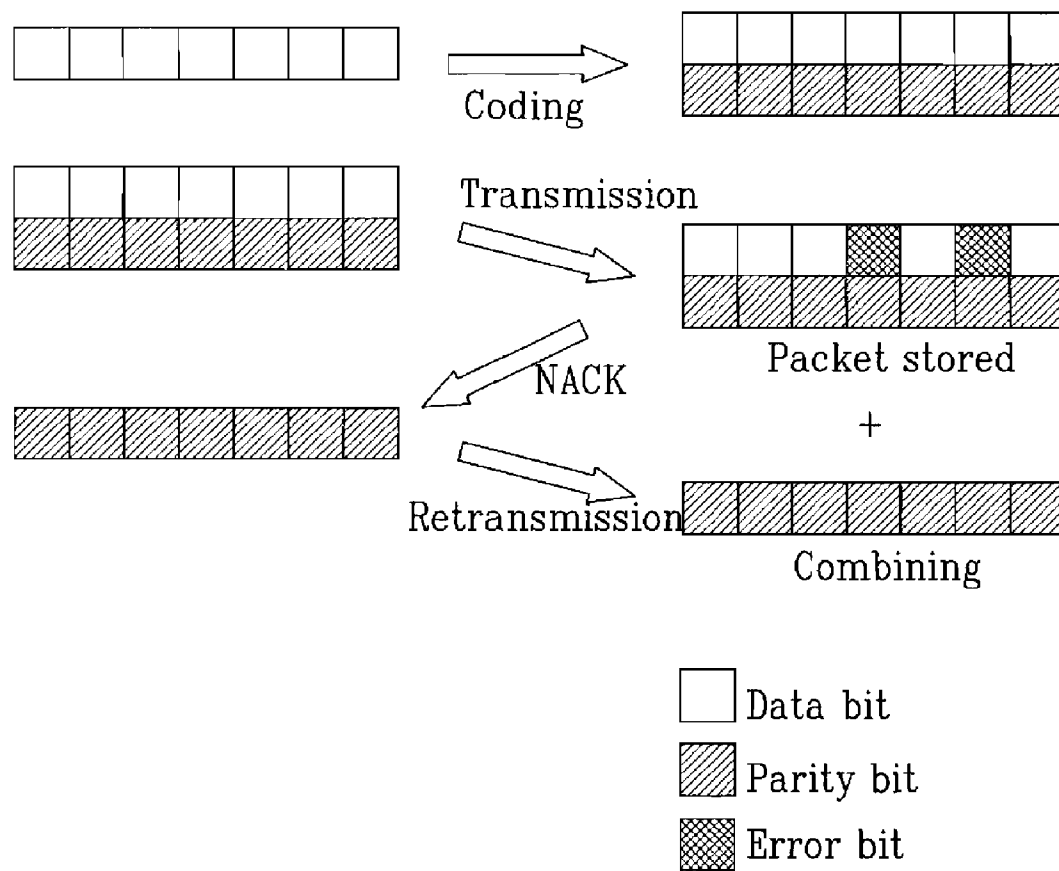 Coding
Transmission
Packet stored
NACK
+
Retransmission
Combining
Data bit
Parity bit
Error bit